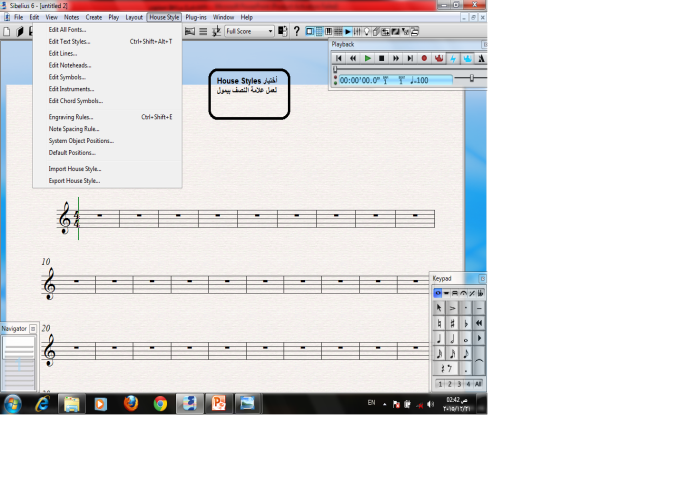 Sibelius 6 - [untitled 2]
File Edit View Notes Create Play Layout House Style Plug-ins Window Help
Full Score
Edit All Fonts...
Edit Text Styles... Ctrl+Shift+Alt+T
Edit Lines...
Edit Noteheads...
Edit Symbols...
Edit Instruments...
Edit Chord Symbols...
Engraving Rules... Ctrl+Shift+E
Note Spacing Rule...
System Object Positions...
Default Positions...
Import House Style...
Export House Style...
أختيار House Styles
لعمل علامة النصف بيمول
Playback
00:00'00.0"
=100
4
4
10
20
Keypad
1 2 3 4 All
Navigator
EN
02:42 ص